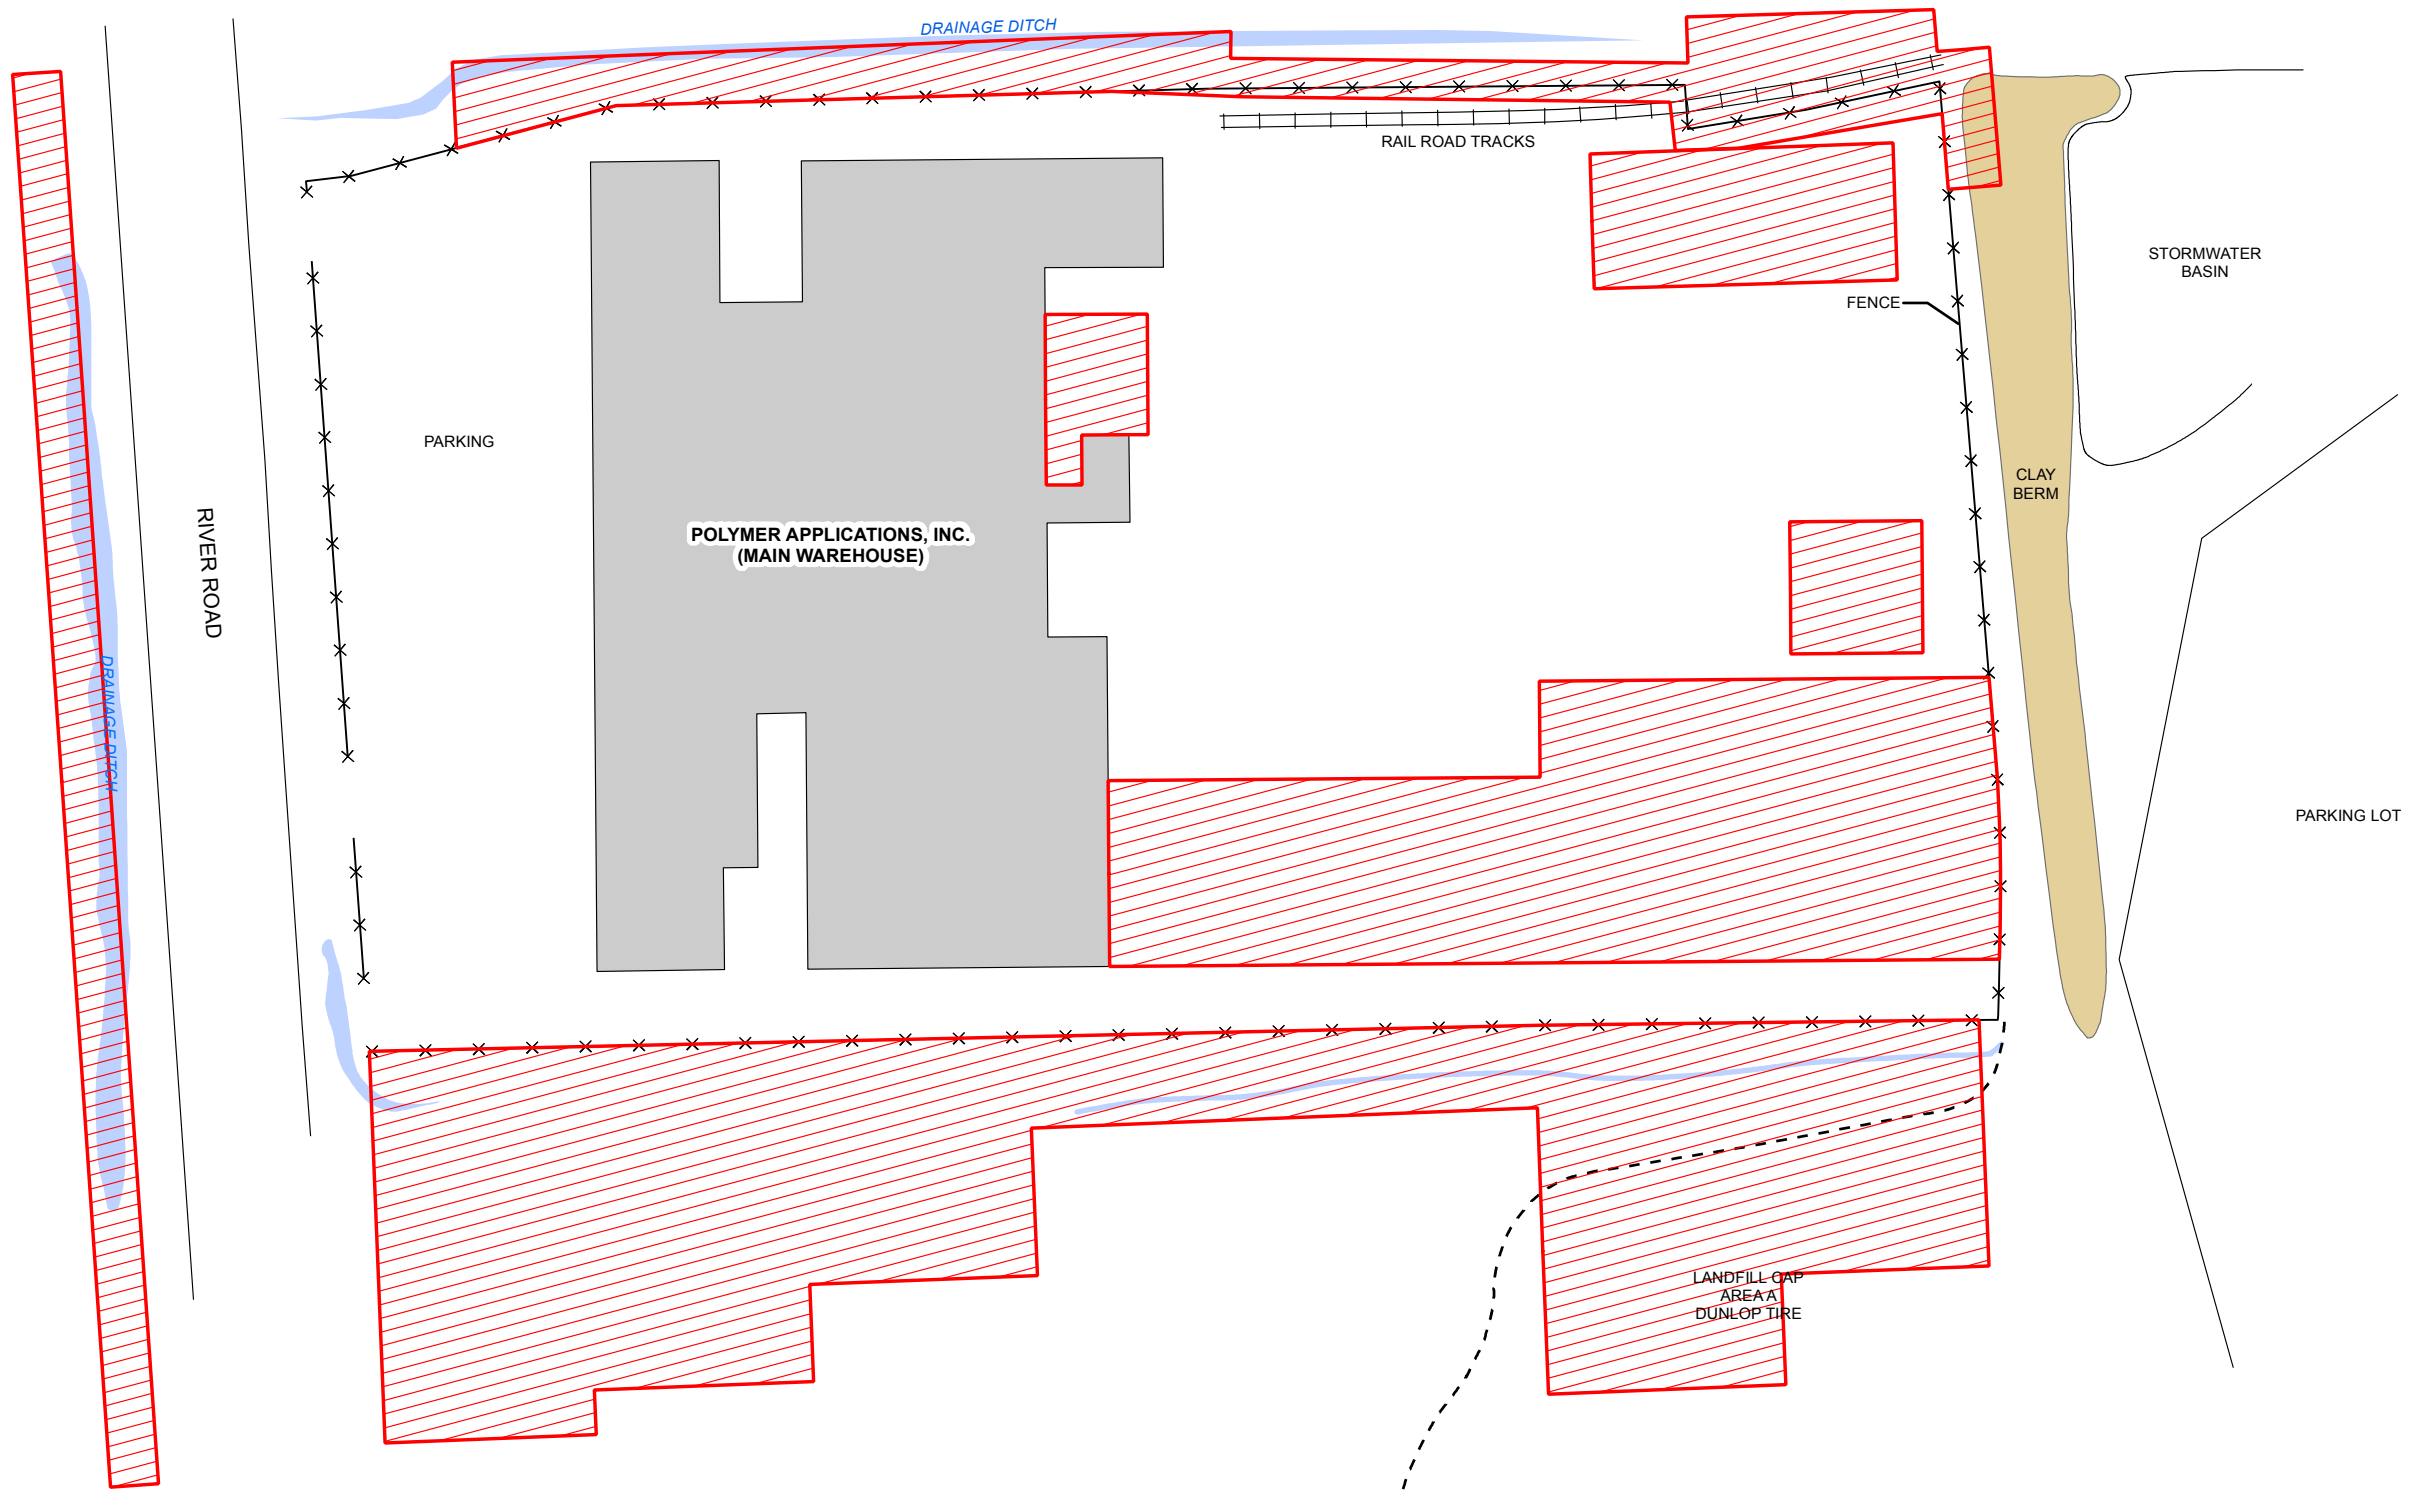 DRAINAGE DITCH
RAIL ROAD TRACKS
STORMWATER
BASIN
FENCE
PARKING
CLAY
BERM
POLYMER APPLICATIONS, INC.
(MAIN WAREHOUSE)
RIVER ROAD
DRAINAGE DITCH
PARKING LOT
LANDFILL CAP
AREA A
DUNLOP TIRE